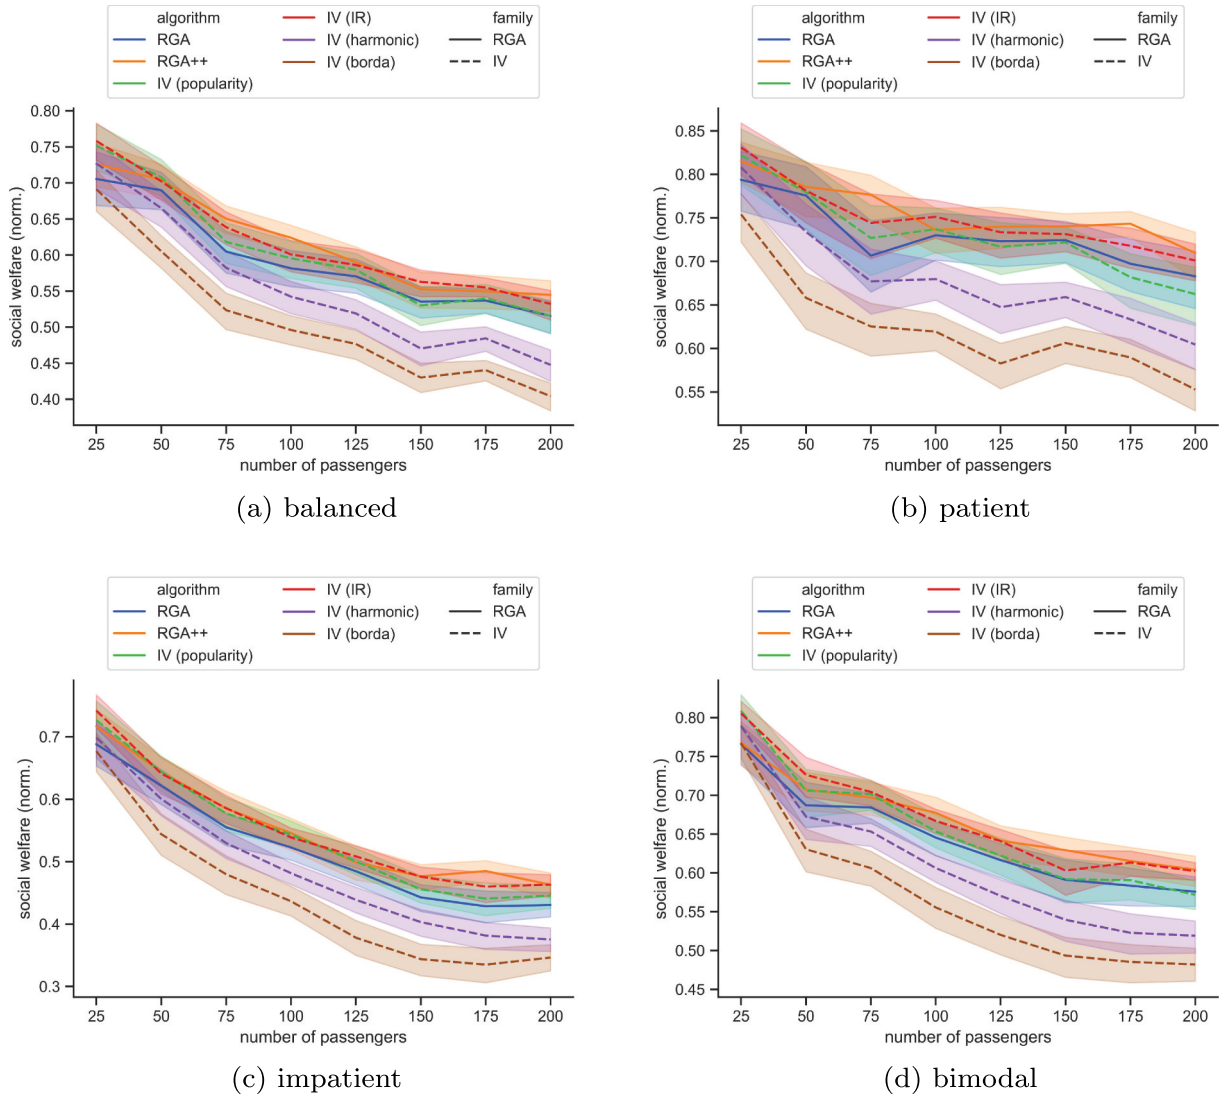 algorithm IV (IR) family
RGA IV (harmonic) RGA
RGA++ IV (borda) IV
IV (popularity)
social welfare (norm.)
0.80
0.75
0.70
0.65
0.60
0.55
0.50
0.45
0.40
25 50 75 100 125 150 175 200
number of passengers
(a) balanced
algorithm IV (IR) family
RGA IV (harmonic) RGA
RGA++ IV (borda) IV
IV (popularity)
social welfare (norm.)
0.85
0.80
0.75
0.70
0.65
0.60
0.55
25 50 75 100 125 150 175 200
number of passengers
(b) patient
algorithm IV (IR) family
RGA IV (harmonic) RGA
RGA++ IV (borda) IV
IV (popularity)
social welfare (norm.)
0.7
0.6
0.5
0.4
0.3
25 50 75 100 125 150 175 200
number of passengers
(c) impatient
algorithm IV (IR) family
RGA IV (harmonic) RGA
RGA++ IV (borda) IV
IV (popularity)
social welfare (norm.)
0.80
0.75
0.70
0.65
0.60
0.55
0.50
0.45
25 50 75 100 125 150 175 200
number of passengers
(d) bimodal